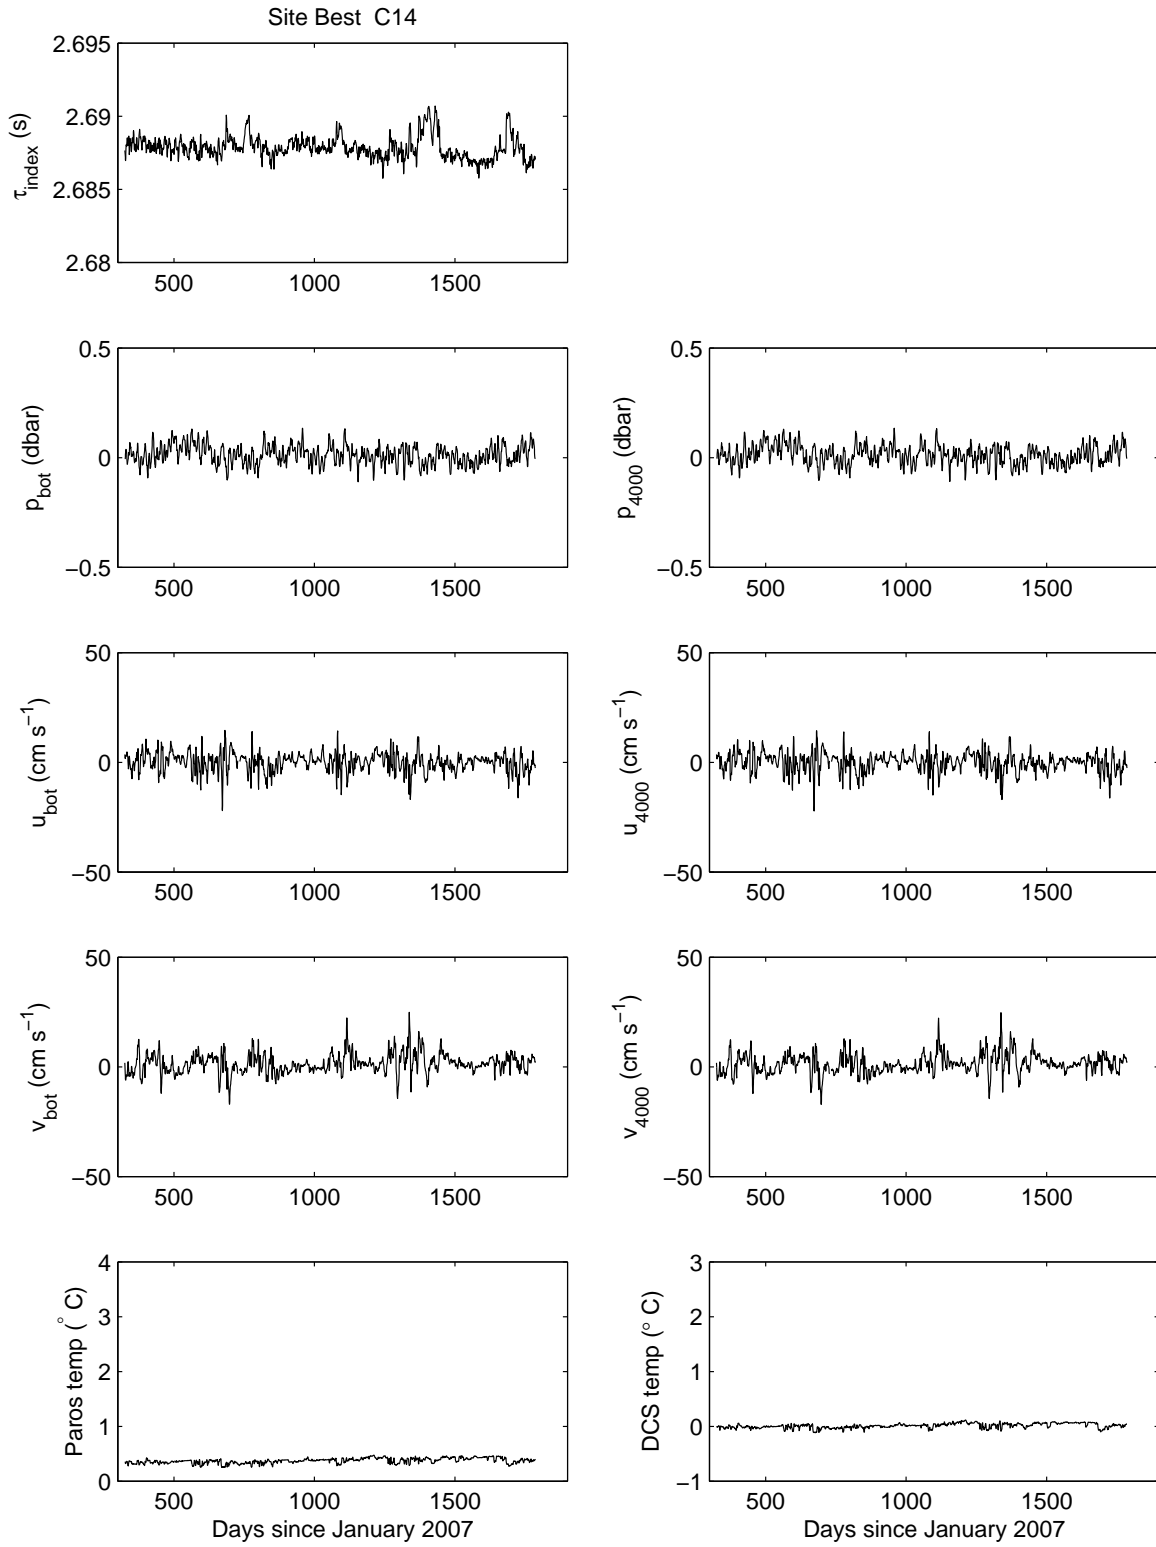 Site Best C14
2.695
2.69
2.685
2.68
τindex (s)
500 1000 1500
0.5
0
−0.5
pbot (dbar)
500 1000 1500
0.5
0
−0.5
p4000 (dbar)
500 1000 1500
50
0
−50
ubot (cm s−1)
500 1000 1500
50
0
−50
u4000 (cm s−1)
500 1000 1500
50
0
−50
vbot (cm s−1)
500 1000 1500
50
0
−50
v4000 (cm s−1)
500 1000 1500
4
3
2
1
0
Paros temp (° C)
500 1000 1500
Days since January 2007
3
2
1
0
−1
DCS temp (° C)
500 1000 1500
Days since January 2007